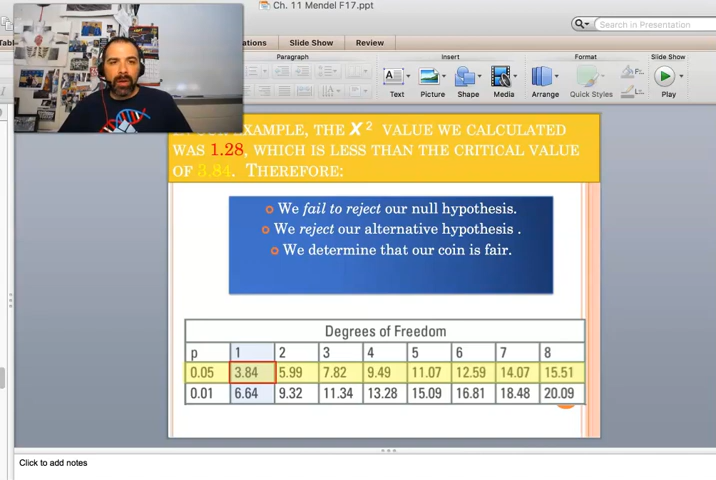 Ch. 11 Mendel F17.ppt
Search in Presentation
Slide Show
Review
Paragraph
Insert
Format
Slide Show
Text
Picture
Shape
Media
Arrange
Quick Styles
Play
EXAMPLE, THE X² VALUE WE CALCULATED
WAS 1.28, WHICH IS LESS THAN THE CRITICAL VALUE
OF 3.84. THEREFORE:
We fail to reject our null hypothesis.
We reject our alternative hypothesis .
We determine that our coin is fair.
Degrees of Freedom
p 1 2 3 4 5 6 7 8
0.05 3.84 5.99 7.82 9.49 11.07 12.59 14.07 15.51
0.01 6.64 9.32 11.34 13.28 15.09 16.81 18.48 20.09
Click to add notes